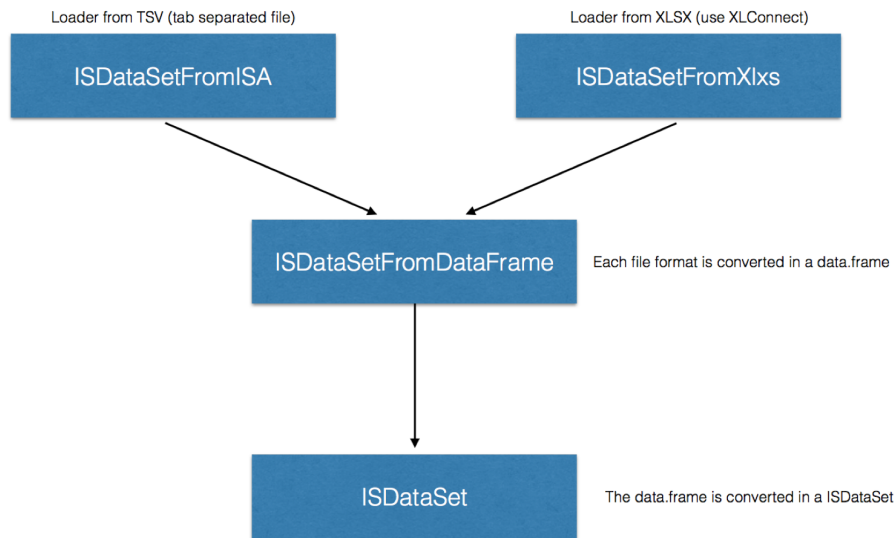 Loader from TSV (tab separated file)
Loader from XLSX (use XLConnect)
ISDataSetFromISA
ISDataSetFromXlxs
ISDataSetFromDataFrame
Each file format is converted in a data.frame
ISDataSet
The data.frame is converted in a ISDataSet